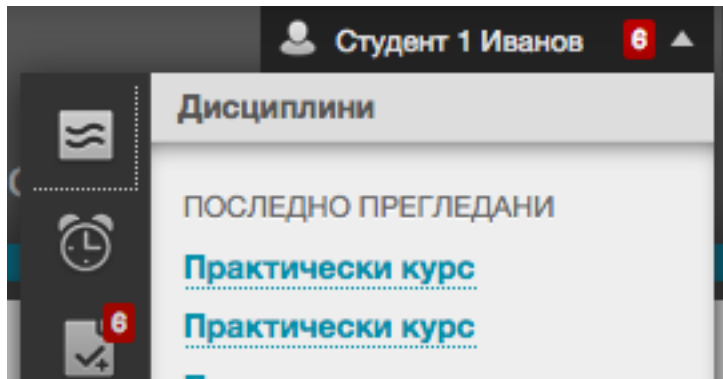 Студент 1 Иванов 6
Дисциплини
ПОСЛЕДНО ПРЕГЛЕДАНИ
Практически курс
6
Практически курс